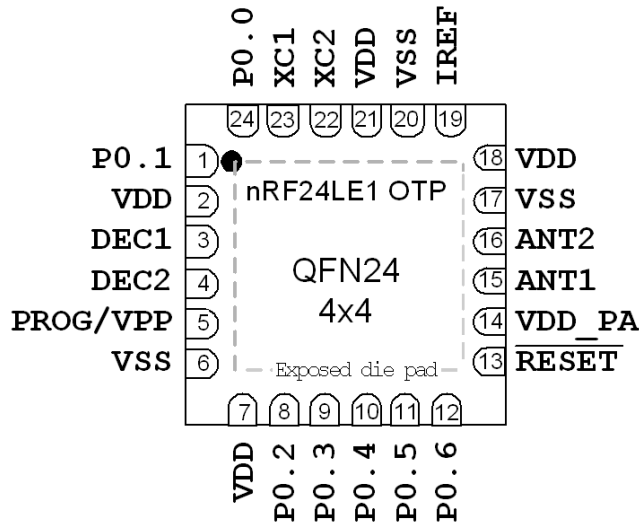 P0.0 XC1 XC2 VDD VSS IREF
24 23 22 21 20 19
P0.1 1 18 VDD
nRF24LE1 OTP
VDD 2 17 VSS
DEC1 3 16 ANT2
QFN24
DEC2 4 15 ANT1
4x4
PROG/VPP 5 14 VDD_PA
VSS 6 13 RESET
Exposed die pad
7 8 9 10 11 12
VDD P0.2 P0.3 P0.4 P0.5 P0.6